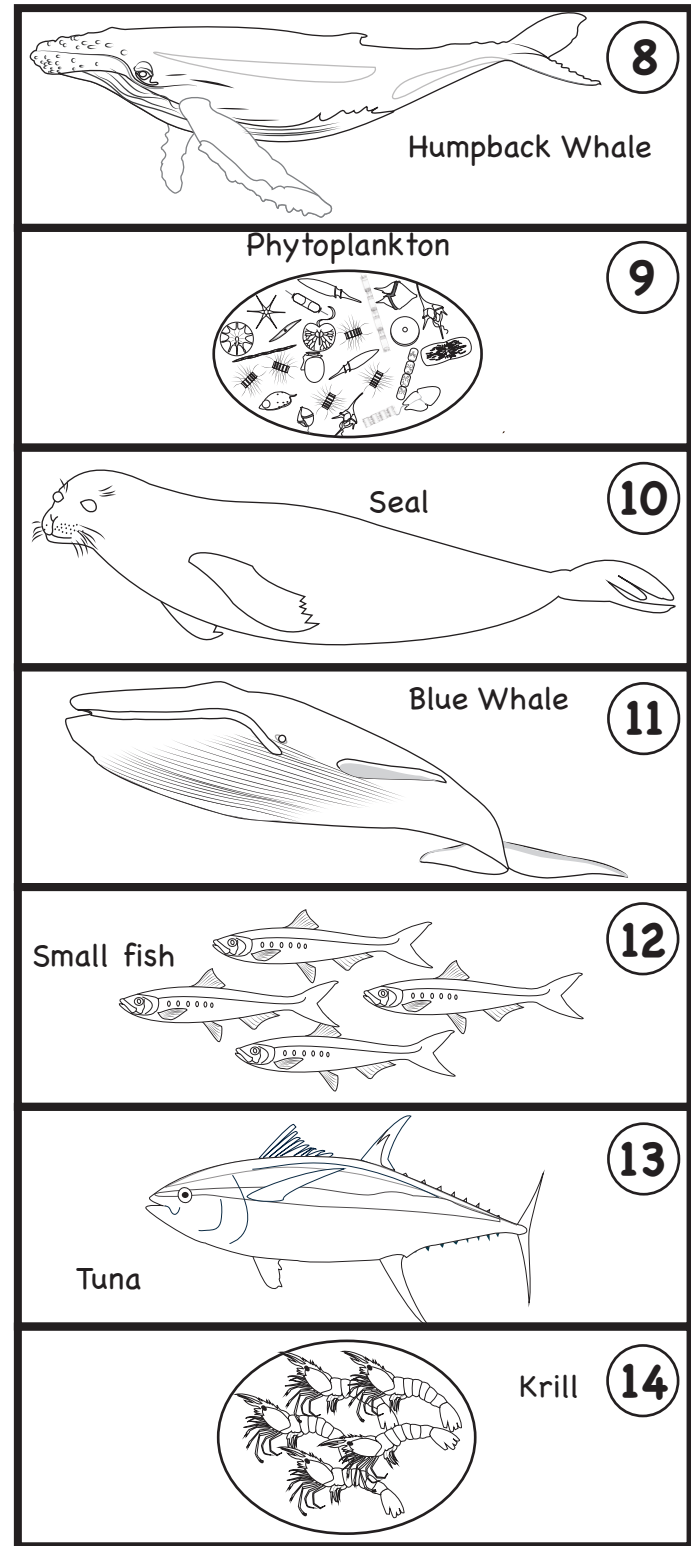 8
Humpback Whale
Phytoplankton
9
Seal
10
Blue Whale
11
Small fish
12
13
Tuna
Krill
14